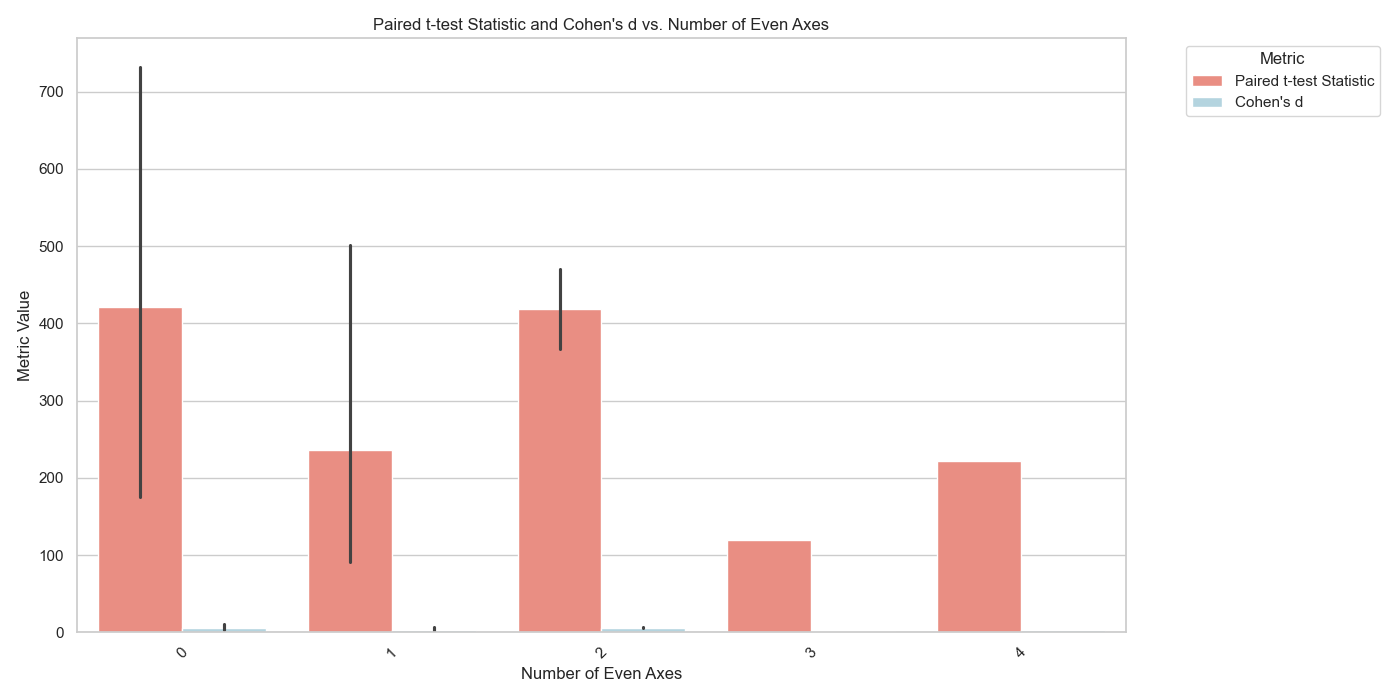 Paired t-test Statistic and Cohen's d vs. Number of Even Axes
Metric
Paired t-test Statistic
Cohen's d
Metric Value
700
600
500
400
300
200
100
0
0
1
2
3
4
Number of Even Axes